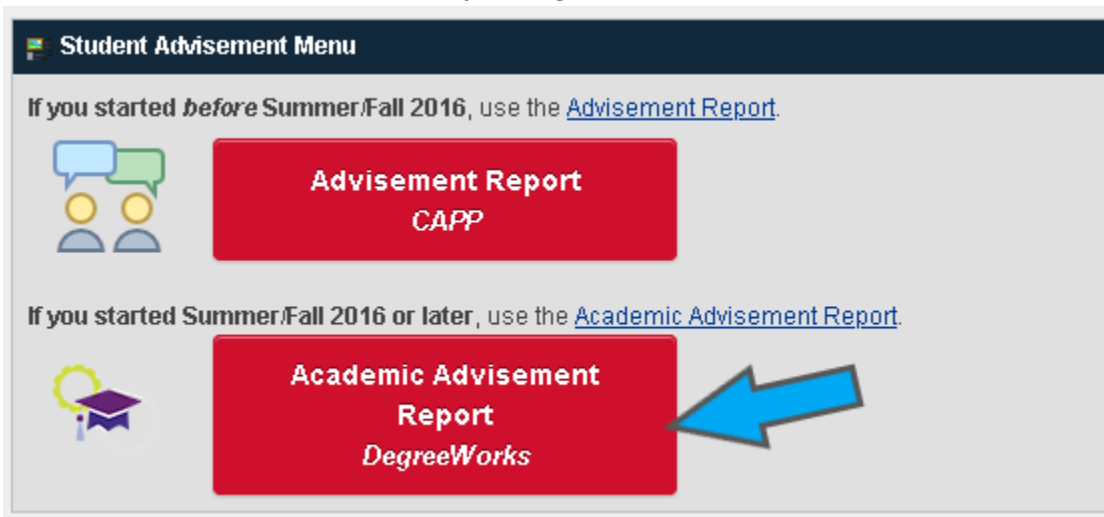 Student Advisement Menu
If you started before Summer/Fall 2016, use the Advisement Report.
Advisement Report
CAPP
If you started Summer/Fall 2016 or later, use the Academic Advisement Report.
Academic Advisement
Report
DegreeWorks